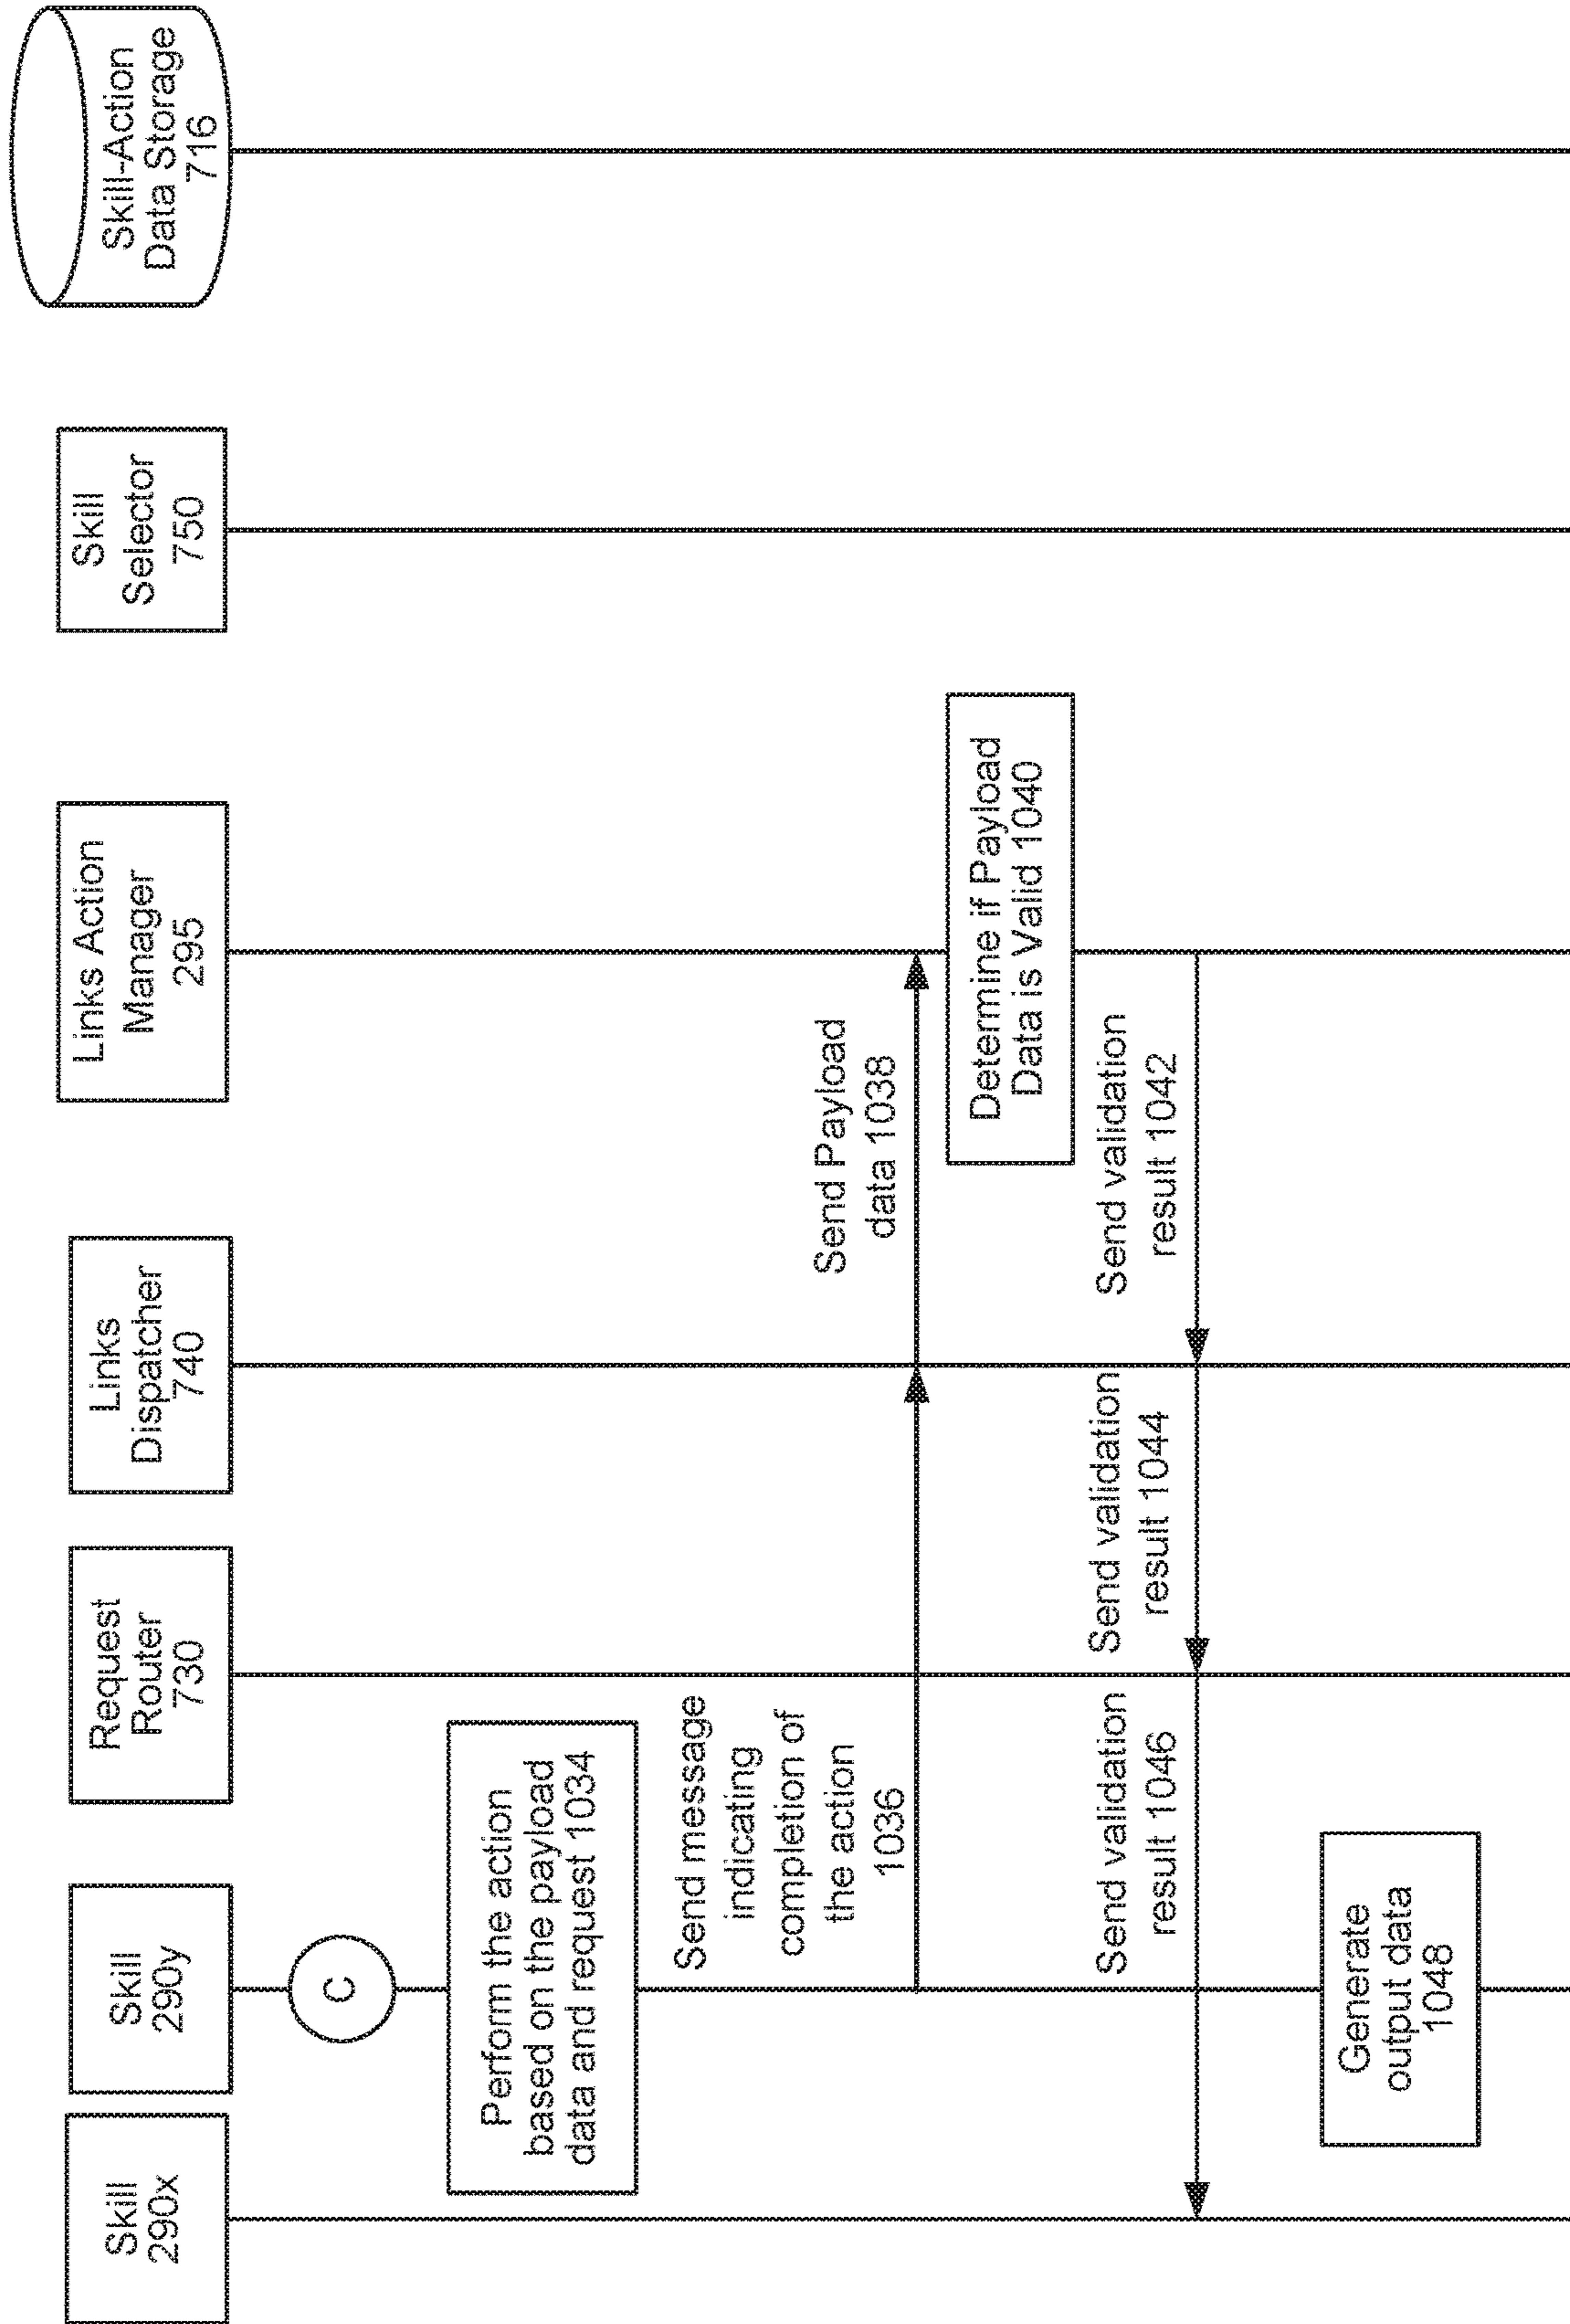 Skill
290x
Skill
290y
Request
Router
730
Links
Dispatcher
740
Links Action
Manager
295
Skill
Selector
750
Skill-Action
Data Storage
716
C
Perform the action
based on the payload
data and request 1034
Send message
indicating
completion of
the action
1036
Send Payload
data 1038
Determine if Payload
Data is Valid 1040
Send validation
result 1042
Send validation
result 1044
Send validation
result 1046
Generate
output data
1048